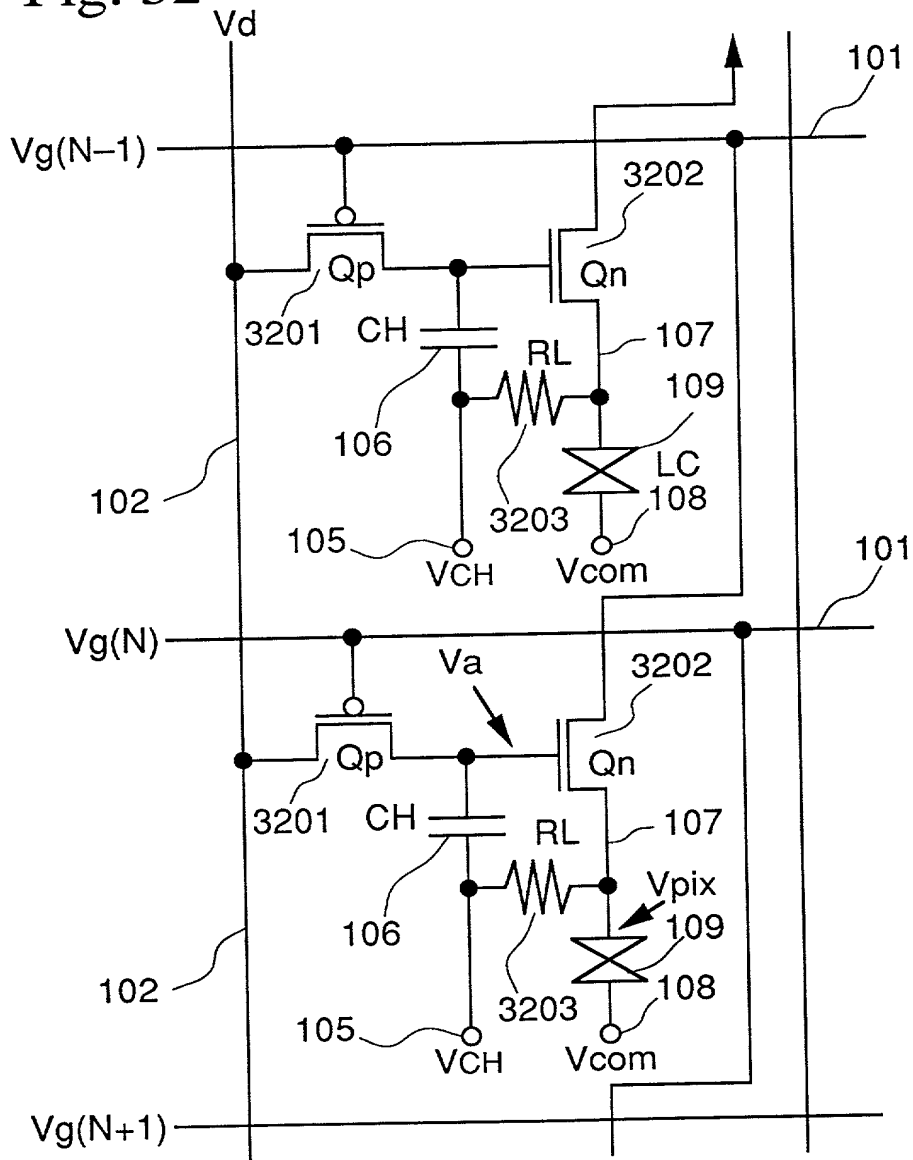 Fig. 32
Vd
101
Vg(N–1)
3202
Qp
Qn
3201
CH
107
RL
109
106
LC
102
3203
108
105
VCH
Vcom
101
Vg(N)
Va
3202
Qp
Qn
3201
CH
RL
107
Vpix
106
109
102
3203
108
105
VCH
Vcom
Vg(N+1)